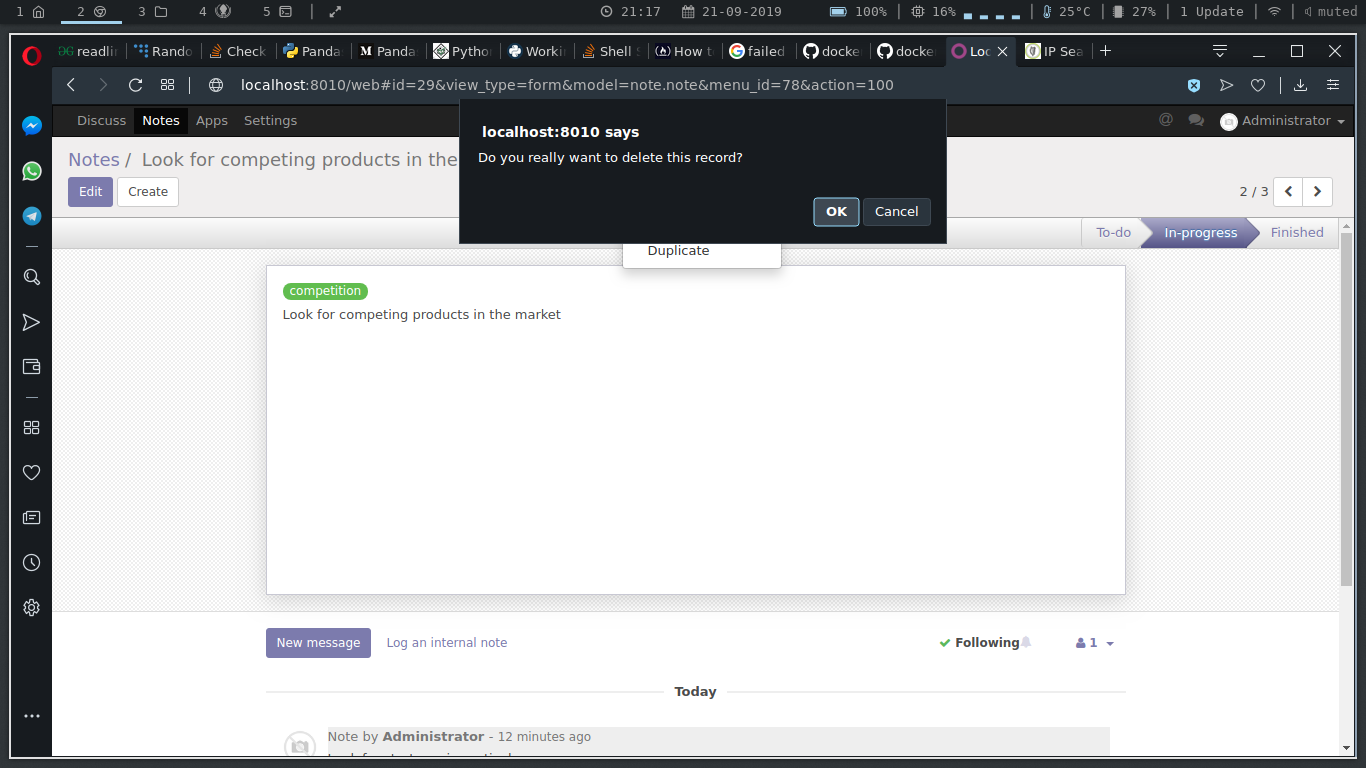 1 2 3 4 5 21:17 21-09-2019 100% 16% 25°C 27% 1 Update muted
readli Rando Check Panda Panda Pytho Worki Shell S How t failed docke docke Loc IP Sea
localhost:8010/web#id=29&view_type=form&model=note.note&menu_id=78&action=100
Discuss Notes Apps Settings @ Administrator
localhost:8010 says
Do you really want to delete this record?
OK Cancel
Notes / Look for competing products in the
Edit Create 2 / 3
To-do In-progress Finished
Duplicate
competition
Look for competing products in the market
New message Log an internal note Following 1
Today
Note by Administrator - 12 minutes ago